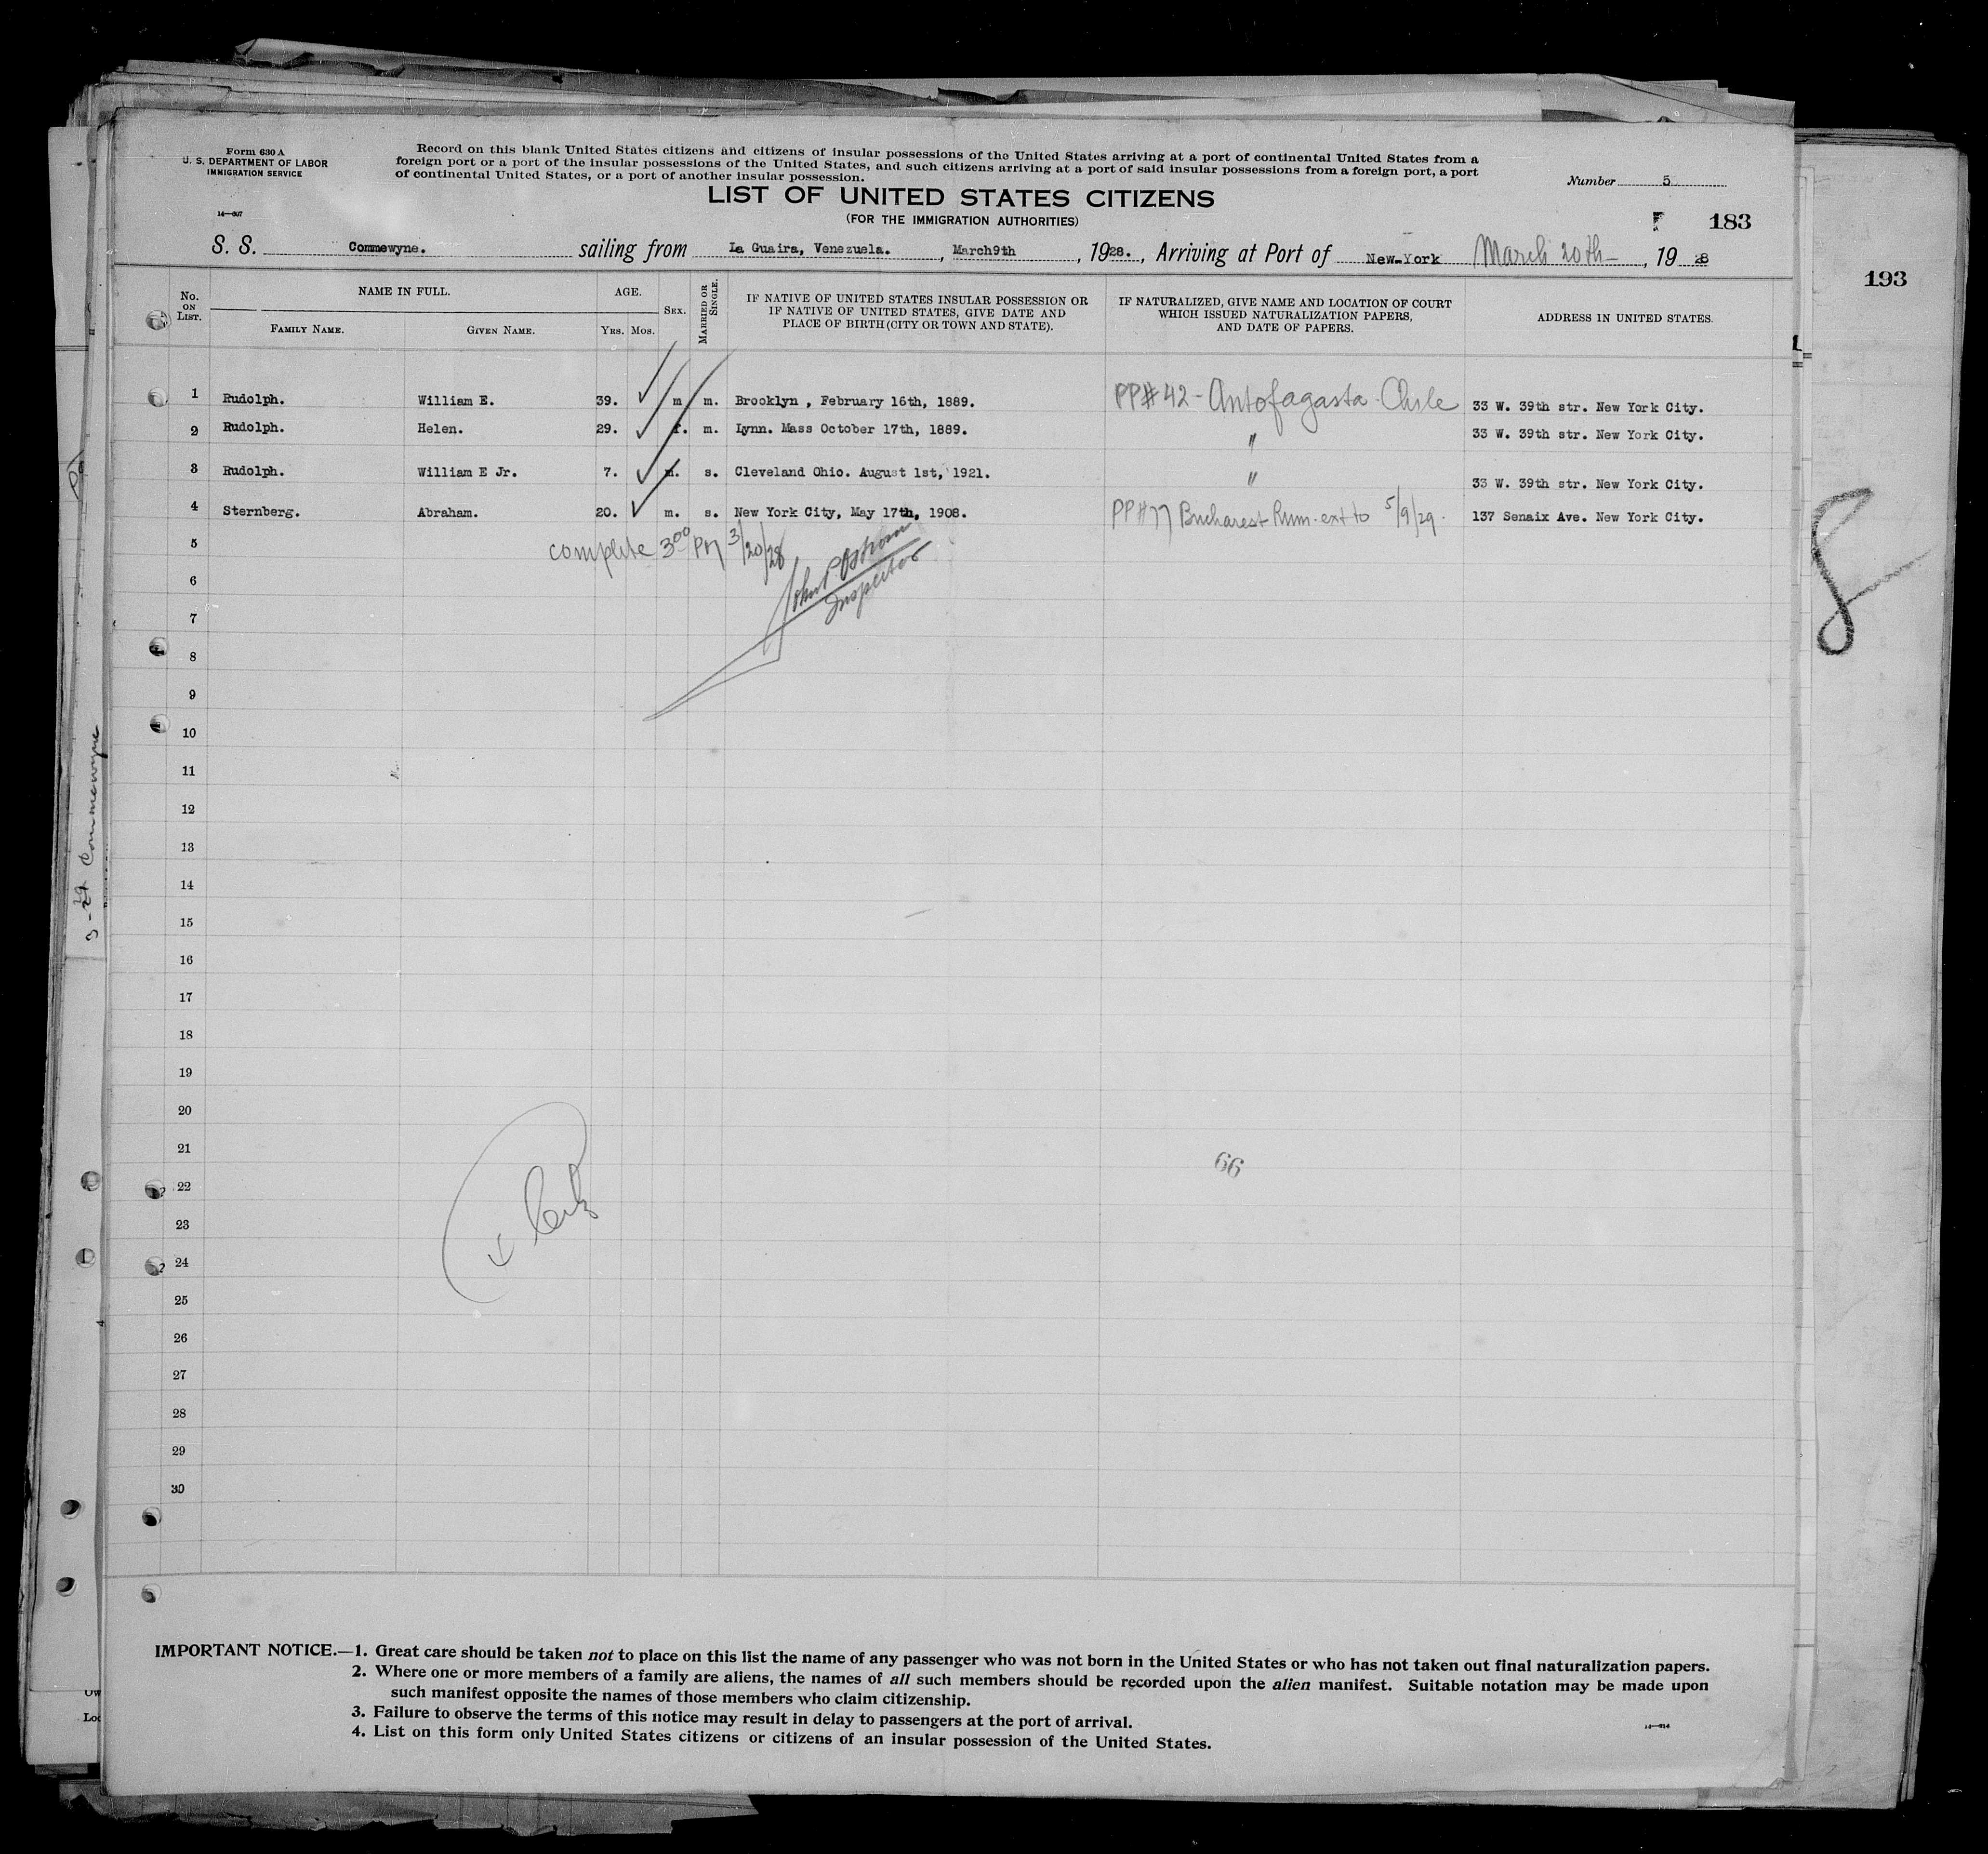 Form 630 A
U. S. DEPARTMENT OF LABOR
IMMIGRATION SERVICE
14—607
Record on this blank United States citizens and citizens of insular possessions of the United States arriving at a port of continental United States from a
foreign port or a port of the insular possessions of the United States, and such citizens arriving at a port of said insular possessions from a foreign port, a port
of continental United States, or a port of another insular possession.
Number 5
LIST OF UNITED STATES CITIZENS
(FOR THE IMMIGRATION AUTHORITIES)
183
193
S. S. Commewyne. sailing from La Guaira, Venezuela. , March9th , 1928. , Arriving at Port of New-York March 20th , 19 28
No. ON LIST. NAME IN FULL. FAMILY NAME. GIVEN NAME. AGE. YRS. MOS. SEX. MARRIED OR SINGLE. IF NATIVE OF UNITED STATES INSULAR POSSESSION OR IF NATIVE OF UNITED STATES, GIVE DATE AND PLACE OF BIRTH (CITY OR TOWN AND STATE). IF NATURALIZED, GIVE NAME AND LOCATION OF COURT WHICH ISSUED NATURALIZATION PAPERS, AND DATE OF PAPERS. ADDRESS IN UNITED STATES.
1 Rudolph. William E. 39. m m. Brooklyn , February 16th, 1889. PP#42 - Antofagasta - Chile 33 W. 39th str. New York City.
2 Rudolph. Helen. 29. f. m. Lynn. Mass October 17th, 1889. " 33 W. 39th str. New York City.
3 Rudolph. William E Jr. 7. m. s. Cleveland Ohio. August 1st, 1921. " 33 W. 39th str. New York City.
4 Sternberg. Abraham. 20. m. s. New York City, May 17th, 1908. PP#77 Bucharest Rum. ext to 5/9/29. 137 Senaix Ave. New York City.
5
complete 3 00 PM 3/20/28
John P. Ostrom
Inspector
6
7
8
9
10
11
12
13
14
15
16
17
18
19
20
21
22
23
24
25
26
27
28
29
30
66
8
Commewyne
IMPORTANT NOTICE.—1. Great care should be taken not to place on this list the name of any passenger who was not born in the United States or who has not taken out final naturalization papers.
2. Where one or more members of a family are aliens, the names of all such members should be recorded upon the alien manifest. Suitable notation may be made upon
such manifest opposite the names of those members who claim citizenship.
3. Failure to observe the terms of this notice may result in delay to passengers at the port of arrival.
4. List on this form only United States citizens or citizens of an insular possession of the United States.